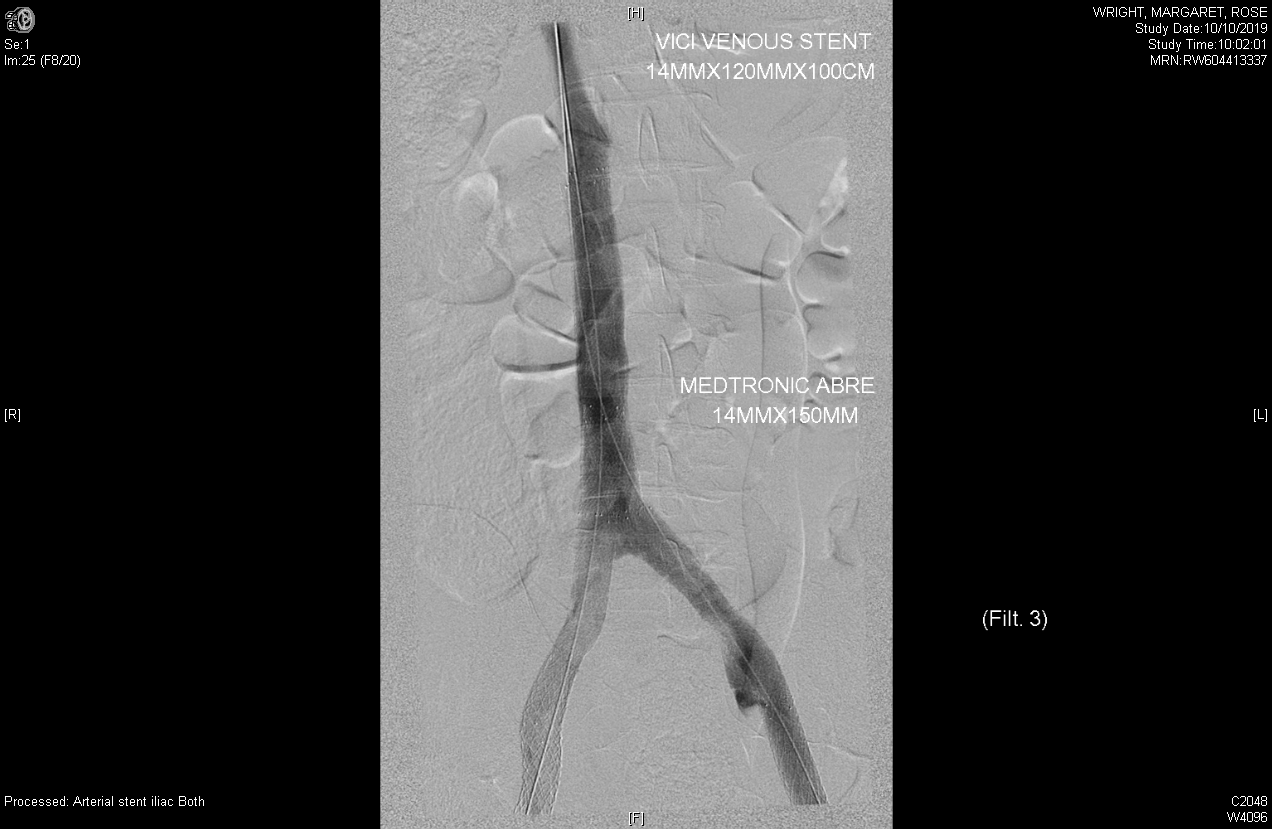 Se:1
Im:25 (F8/20)
[H]
WRIGHT, MARGARET, ROSE
Study Date:10/10/2019
Study Time:10:02:01
MRN:RW604413337
VICI VENOUS STENT
14MMX120MMX100CM
[R]
MEDTRONIC ABRE
14MMX150MM
[L]
(Filt. 3)
Processed: Arterial stent iliac Both
[F]
C2048
W4096